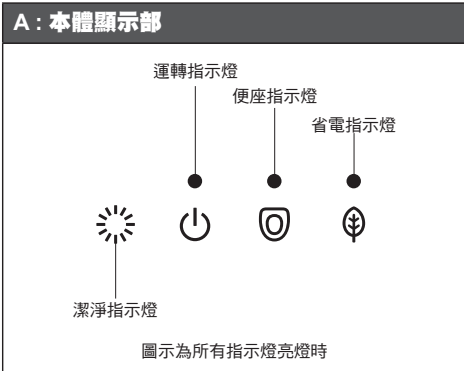 A : 本體顯示部
運轉指示燈
便座指示燈
省電指示燈
潔淨指示燈
圖示為所有指示燈亮燈時